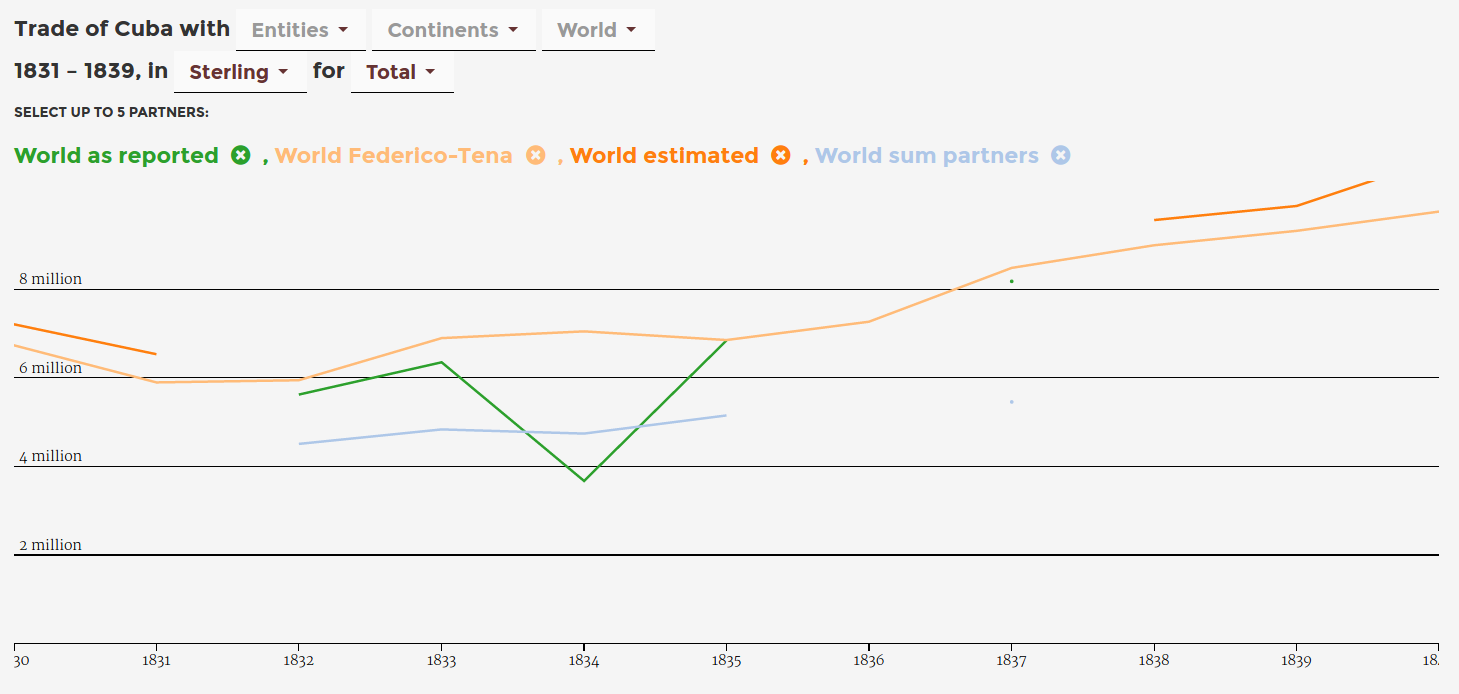 Trade of Cuba with Entities Continents World
1831 – 1839, in Sterling for Total
SELECT UP TO 5 PARTNERS:
World as reported , World Federico-Tena , World estimated , World sum partners
8 million
6 million
4 million
2 million
30 1831 1832 1833 1834 1835 1836 1837 1838 1839 18.